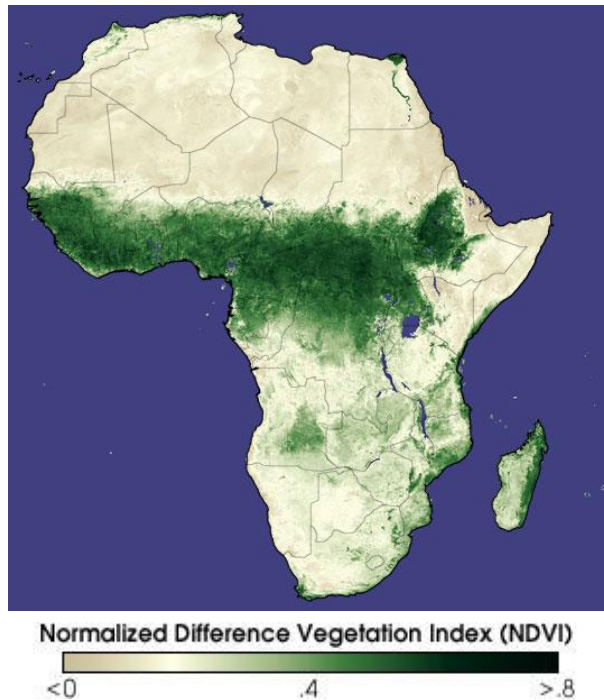 Normalized Difference Vegetation Index (NDVI)
<0 .4 >.8